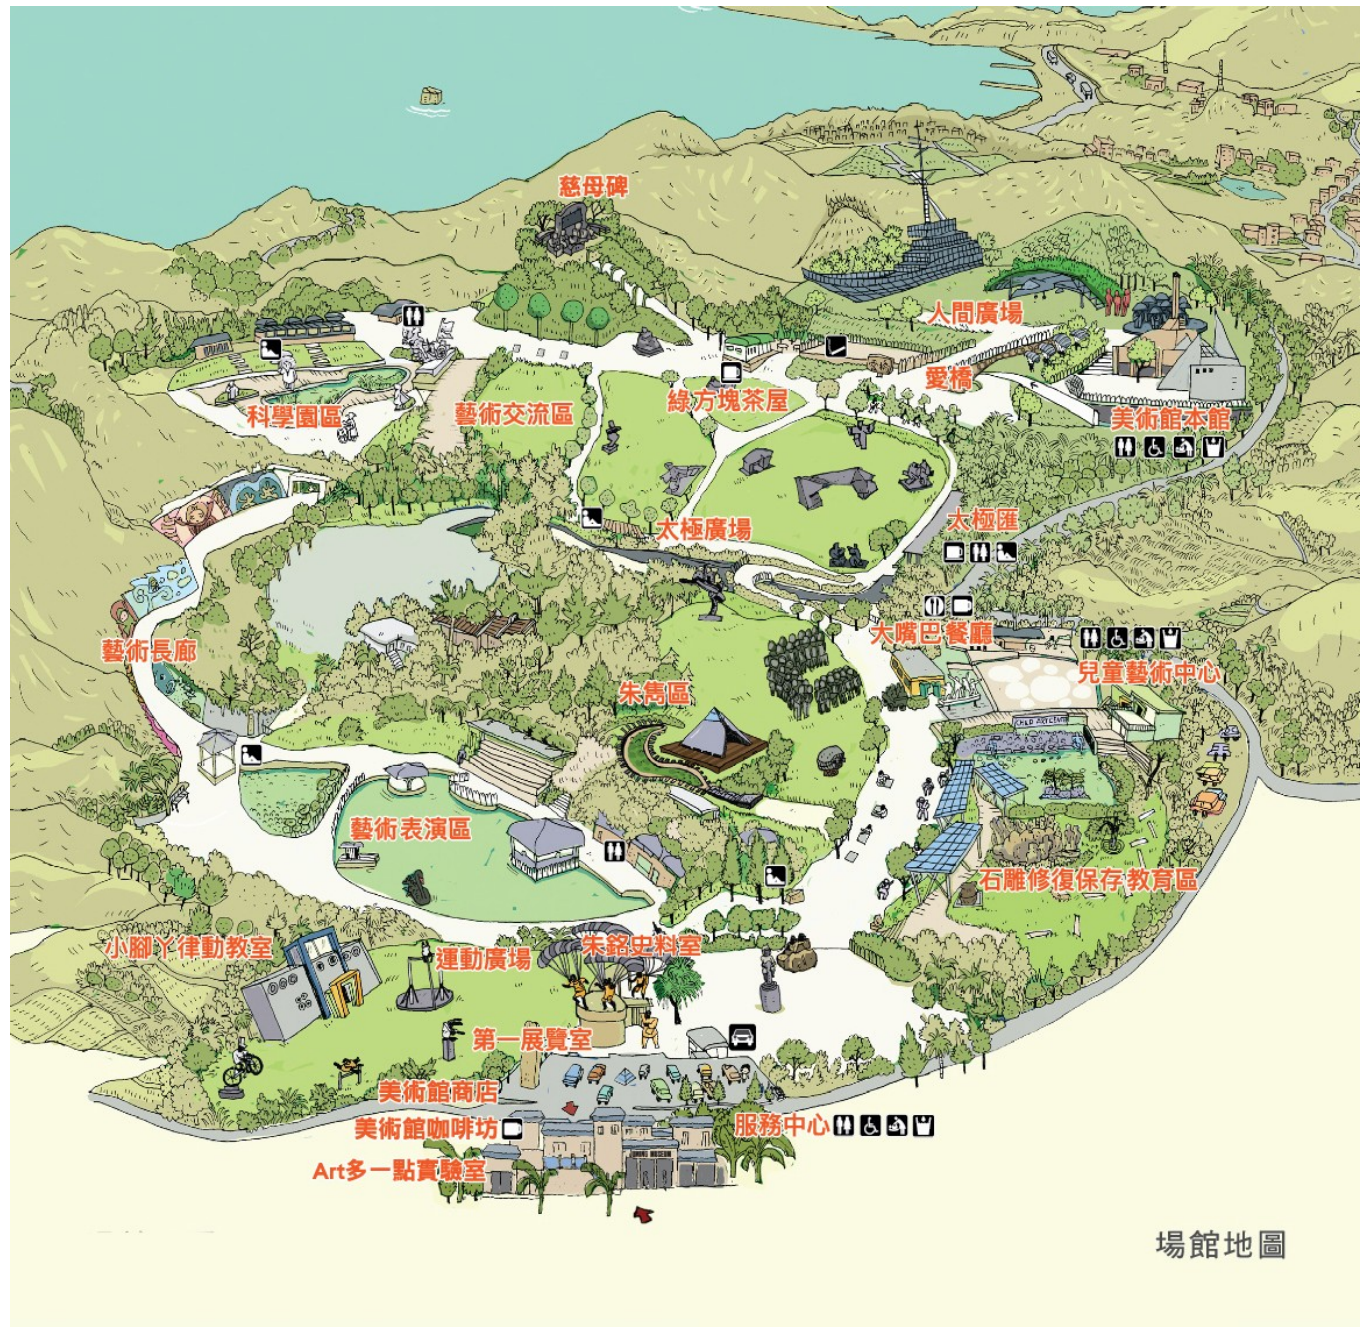 慈母碑
人間廣場
愛橋
綠方塊茶屋
科學園區
藝術交流區
美術館本館
太極廣場
太極匯
大嘴巴餐廳
藝術長廊
兒童藝術中心
朱雋區
藝術表演區
石雕修復保存教育區
小腳丫律動教室
運動廣場
朱銘史料室
第一展覽室
美術館商店
美術館咖啡坊
服務中心
Art多一點實驗室
場館地圖